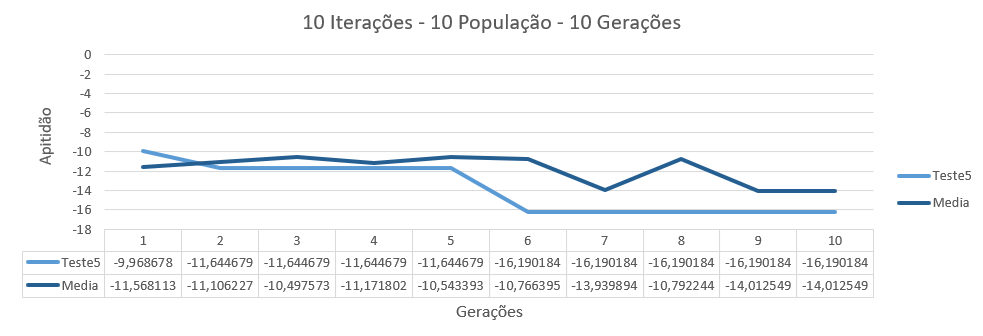 10 Iterações - 10 População - 10 Gerações
0
-2
-4
-6
-8
-10
-12
-14
-16
-18
Apitidão
1 2 3 4 5 6 7 8 9 10
Teste5 -9,968678 -11,644679 -11,644679 -11,644679 -11,644679 -16,190184 -16,190184 -16,190184 -16,190184 -16,190184
Media -11,568113 -11,106227 -10,497573 -11,171802 -10,543393 -10,766395 -13,939894 -10,792244 -14,012549 -14,012549
Gerações
Teste5
Media